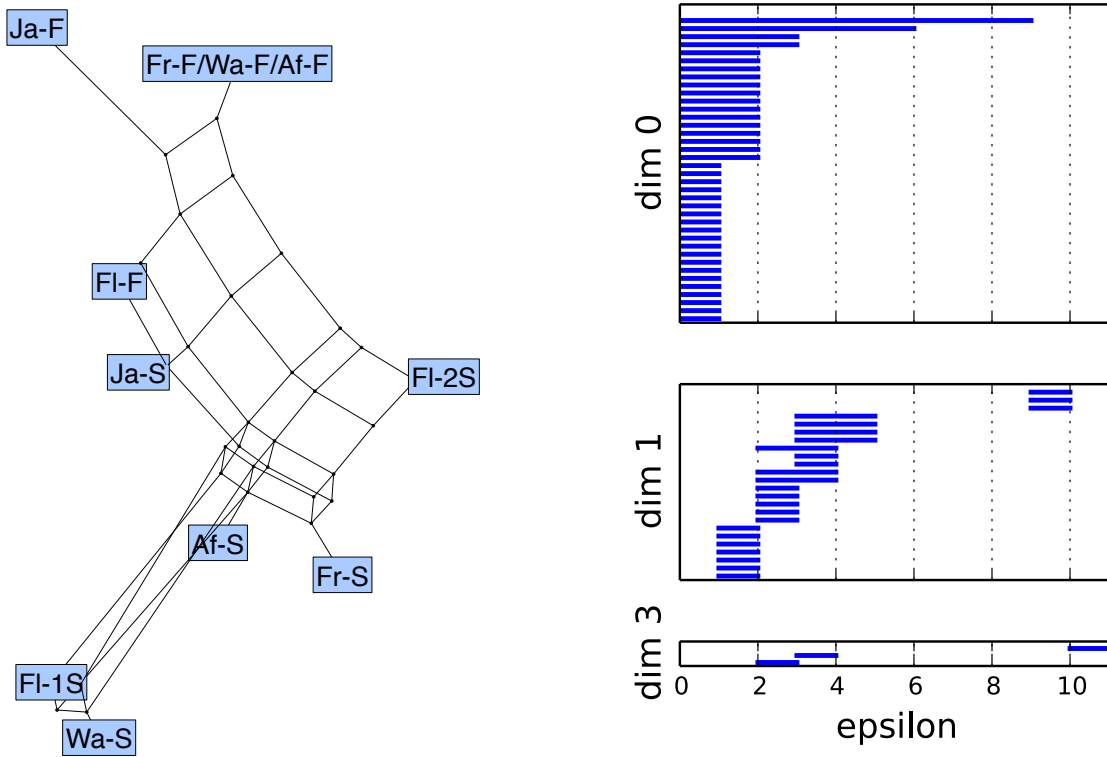 Ja-F
Fr-F/Wa-F/Af-F
Fl-F
Ja-S
Fl-2S
Af-S
Fr-S
Fl-1S
Wa-S
dim 0
dim 1
dim 3
0 2 4 6 8 10
epsilon